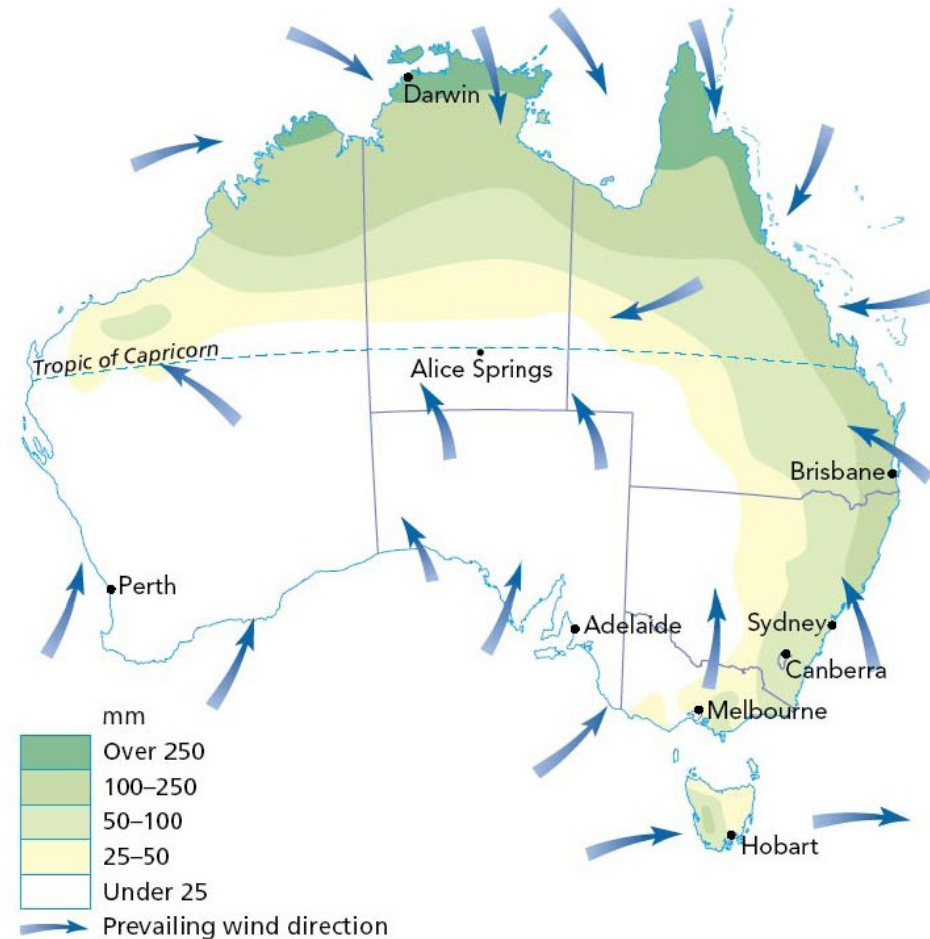 Darwin
Tropic of Capricorn
Alice Springs
Brisbane
Perth
Adelaide
Sydney
Canberra
Melbourne
Hobart
mm
Over 250
100–250
50–100
25–50
Under 25
Prevailing wind direction